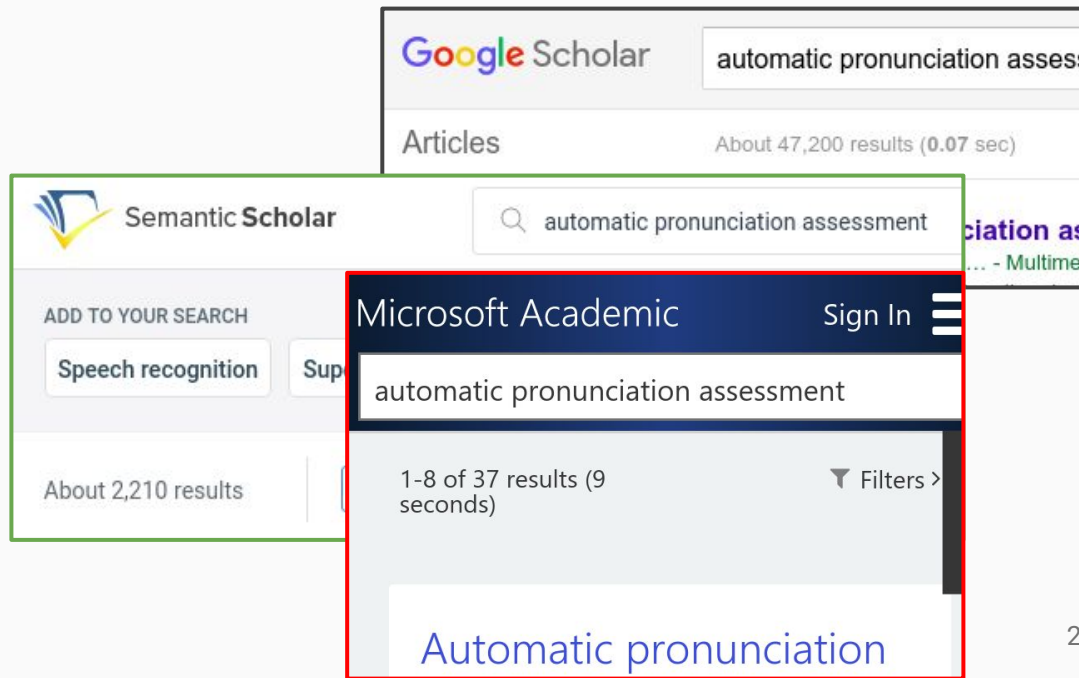 Google Scholar
automatic pronunciation
Articles
About 47,200 results (0.07 sec)
... - Multime
Semantic Scholar
automatic pronunciation assessment
ADD TO YOUR SEARCH
Speech recognition
About 2,210 results
Microsoft Academic
Sign In
automatic pronunciation assessment
1-8 of 37 results (9
seconds)
Filters >
Automatic pronunciation
2